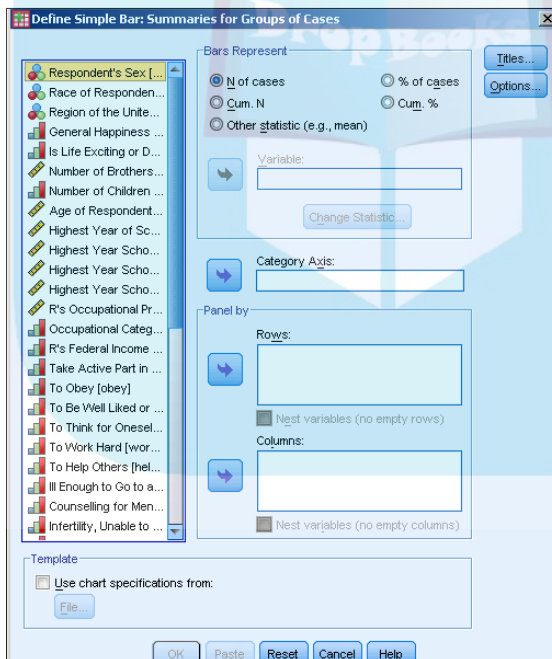 Define Simple Bar: Summaries for Groups of Cases
Respondent's Sex [...
Race of Responden...
Region of the Unite...
General Happiness ...
Is Life Exciting or D...
Number of Brothers...
Number of Children ...
Age of Respondent...
Highest Year of Sc...
Highest Year Scho...
Highest Year Scho...
Highest Year Scho...
R's Occupational Pr...
Occupational Categ...
R's Federal Income ...
Take Active Part in ...
To Obey [obey]
To Be Well Liked or ...
To Think for Onesel...
To Work Hard [wor...
To Help Others [hel...
Ill Enough to Go to a...
Counselling for Men...
Infertility, Unable to ...
Bars Represent
N of cases
% of cases
Cum. N
Cum. %
Other statistic (e.g., mean)
Variable:
Change Statistic...
Category Axis:
Panel by
Rows:
Nest variables (no empty rows)
Columns:
Nest variables (no empty columns)
Titles...
Options...
Template
Use chart specifications from:
File...
OK Paste Reset Cancel Help
DropBooks